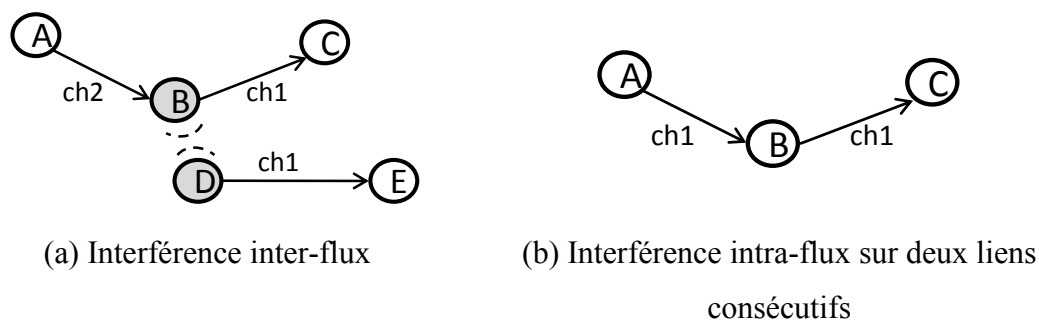 A
C
ch2
B
ch1
D
ch1
E
(a) Interférence inter-flux
A
C
ch1
B
ch1
(b) Interférence intra-flux sur deux liens
consécutifs